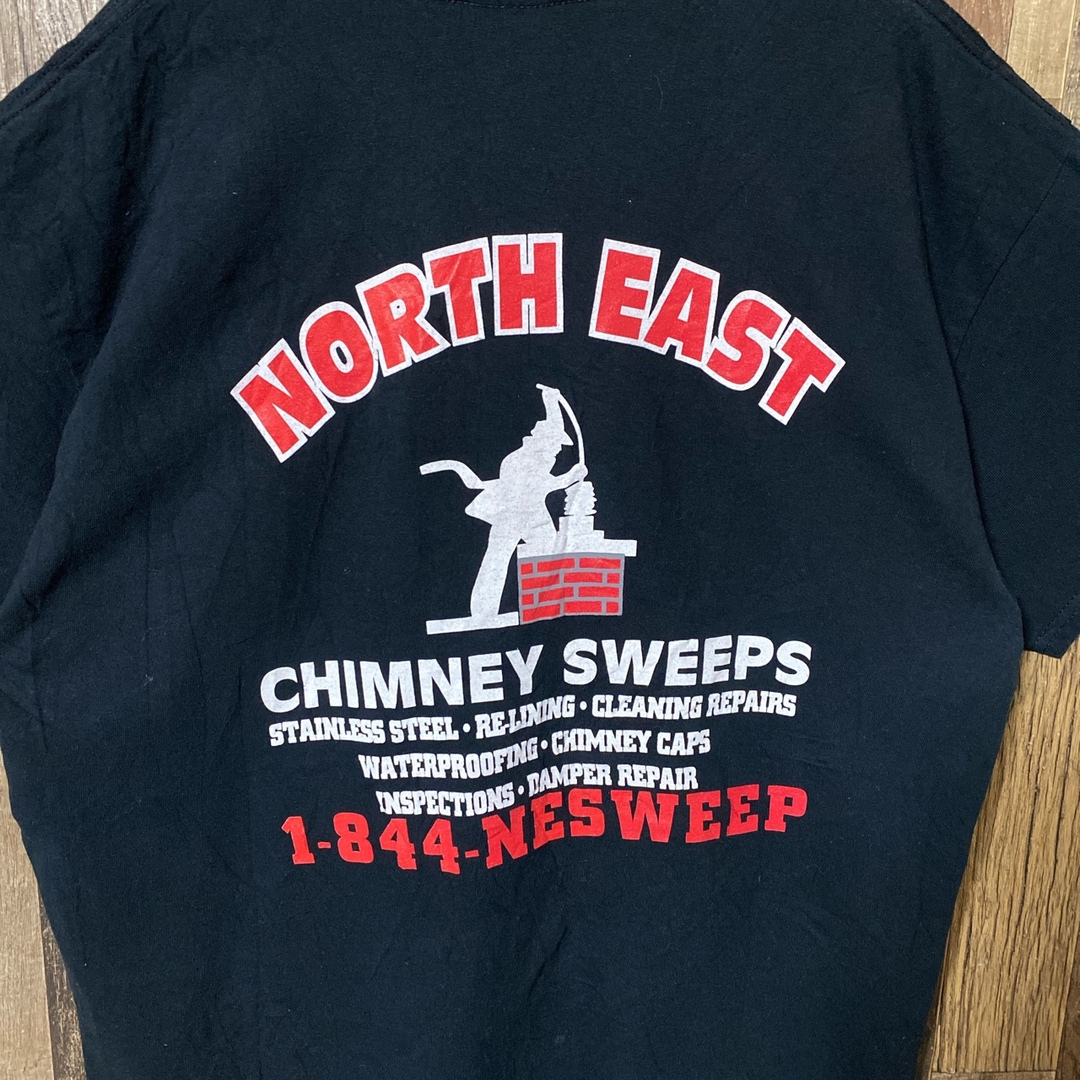 NORTH EAST
CHIMNEY SWEEPS
STAINLESS STEEL • RE-LINING • CLEANING REPAIRS
WATERPROOFING • CHIMNEY CAPS
INSPECTIONS • DAMPER REPAIR
1-844-NESWEEP